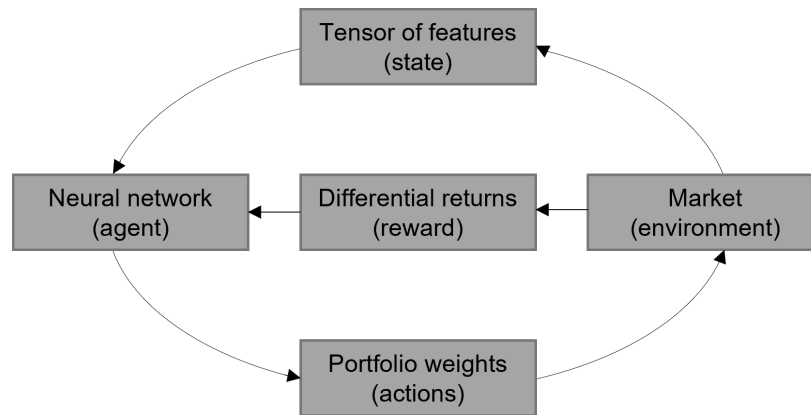 Tensor of features
(state)
Neural network
(agent)
Differential returns
(reward)
Market
(environment)
Portfolio weights
(actions)